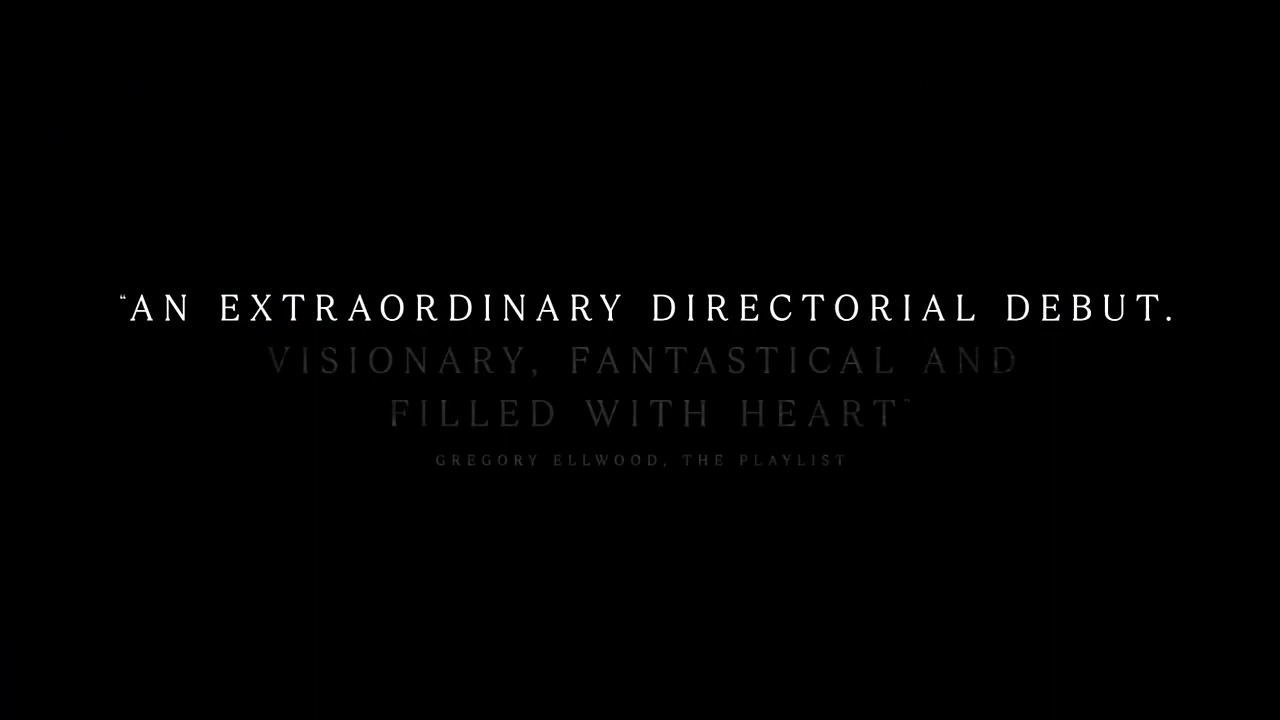 “AN EXTRAORDINARY DIRECTORIAL DEBUT.
VISIONARY, FANTASTICAL AND
FILLED WITH HEART”
GREGORY ELLWOOD, THE PLAYLIST